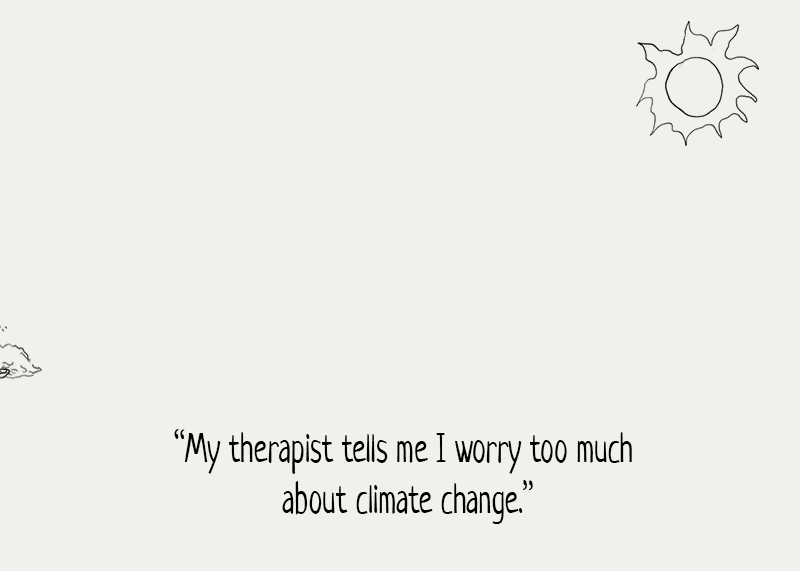 “My therapist tells me I worry too much
about climate change.”